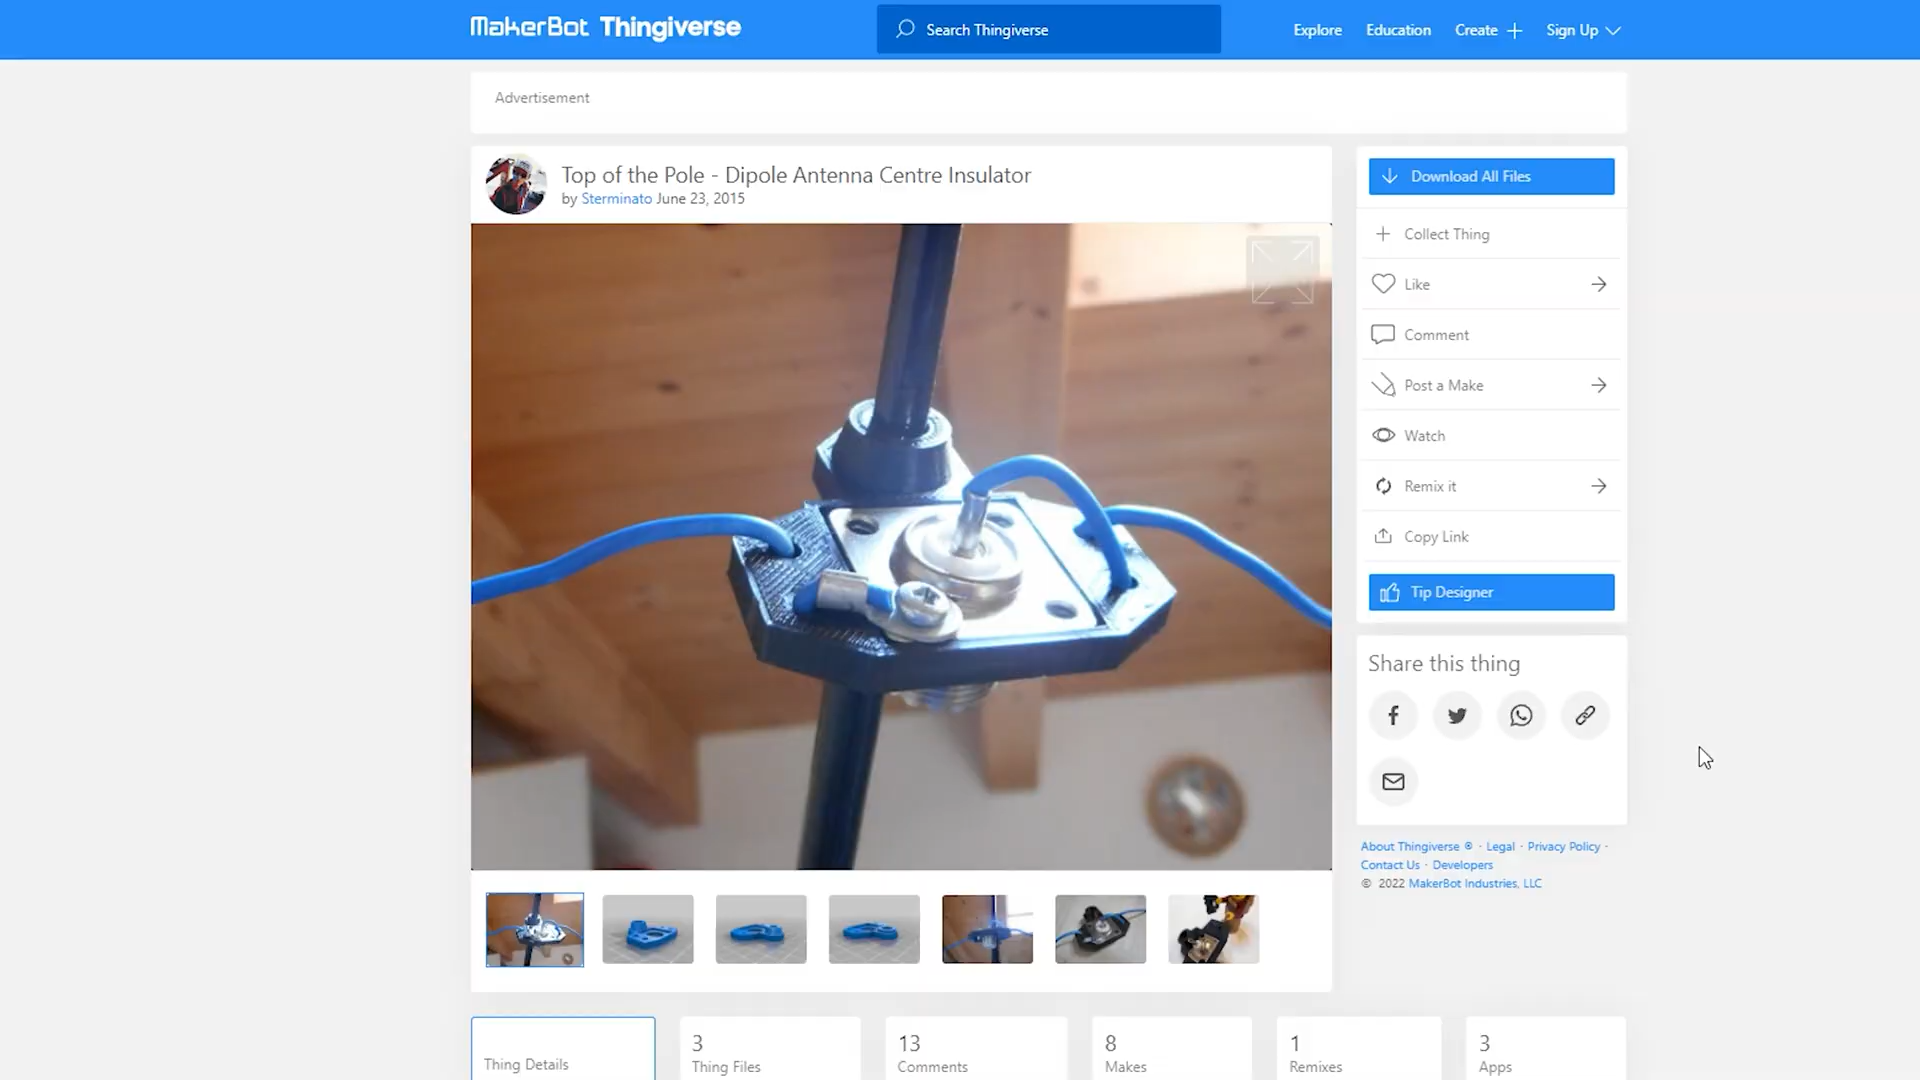 MakerBot Thingiverse
Search Thingiverse
Explore
Education
Create
Sign Up
Advertisement
Top of the Pole - Dipole Antenna Centre Insulator
by Sterminato June 23, 2015
Download All Files
Collect Thing
Like
Comment
Post a Make
Watch
Remix it
Copy Link
Tip Designer
Share this thing
About Thingiverse ® · Legal · Privacy Policy ·
Contact Us · Developers
© 2022 MakerBot Industries, LLC
Thing Details
3
Thing Files
13
Comments
8
Makes
1
Remixes
3
Apps